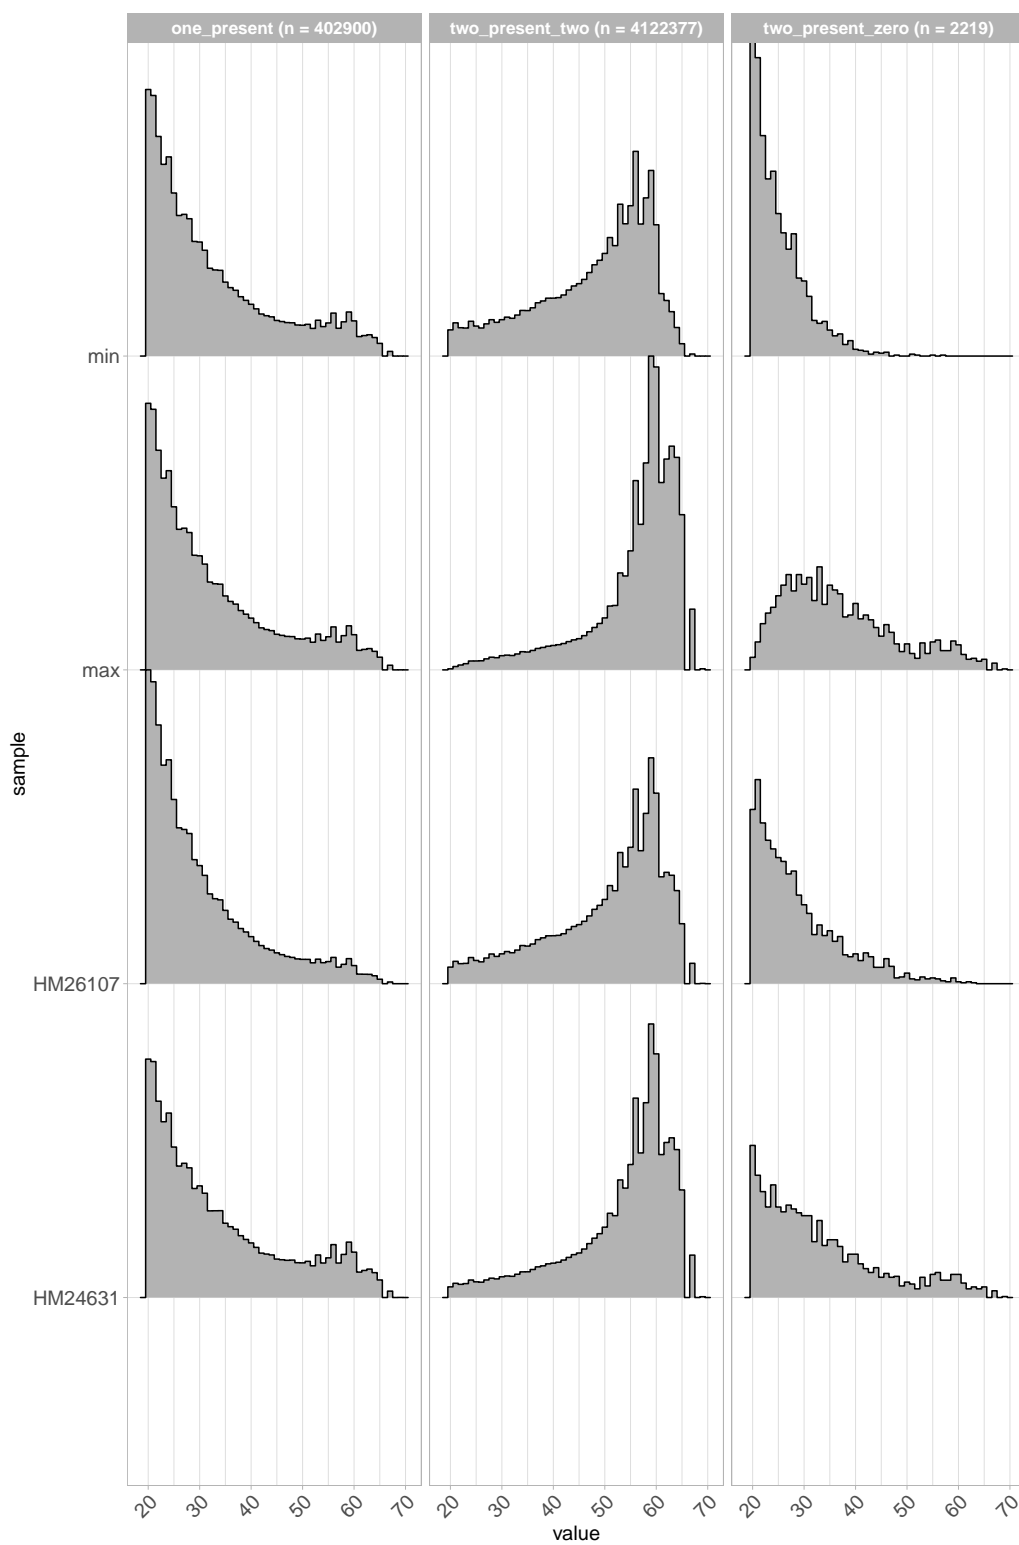 one_present (n = 402900)
two_present_two (n = 4122377)
two_present_zero (n = 2219)
min
max
HM26107
HM24631
sample
20 30 40 50 60 70
20 30 40 50 60 70
20 30 40 50 60 70
value